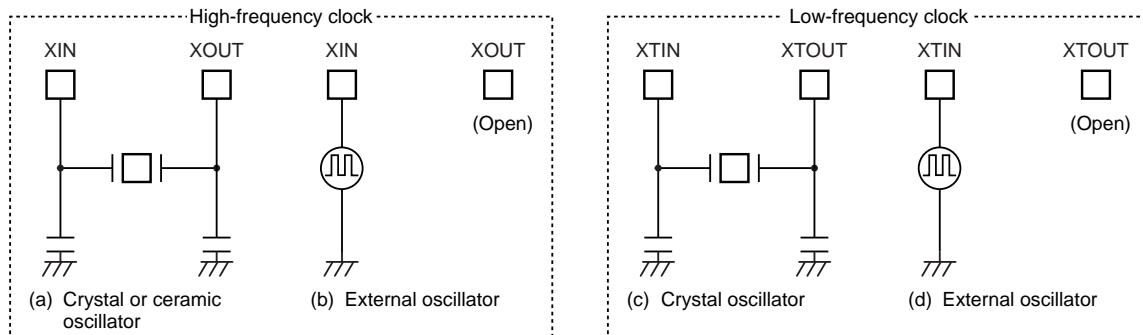 High-frequency clock
XIN XOUT XIN XOUT
(Open)
(a) Crystal or ceramic
oscillator
(b) External oscillator
Low-frequency clock
XTIN XTOUT XTIN XTOUT
(Open)
(c) Crystal oscillator
(d) External oscillator